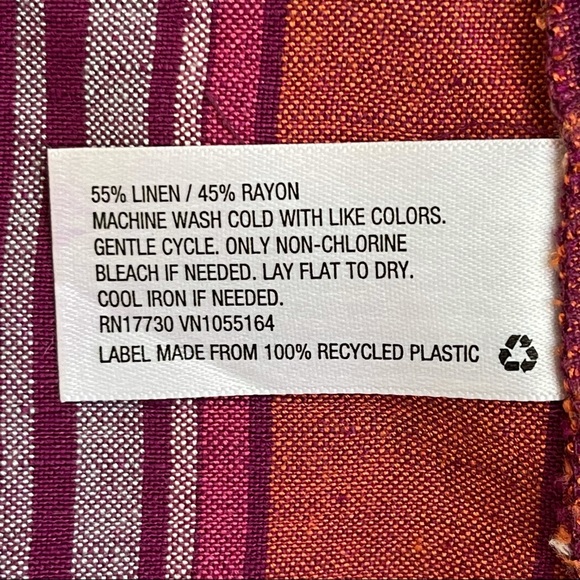 55% LINEN / 45% RAYON
MACHINE WASH COLD WITH LIKE COLORS.
GENTLE CYCLE. ONLY NON-CHLORINE
BLEACH IF NEEDED. LAY FLAT TO DRY.
COOL IRON IF NEEDED.
RN17730 VN1055164
LABEL MADE FROM 100% RECYCLED PLASTIC